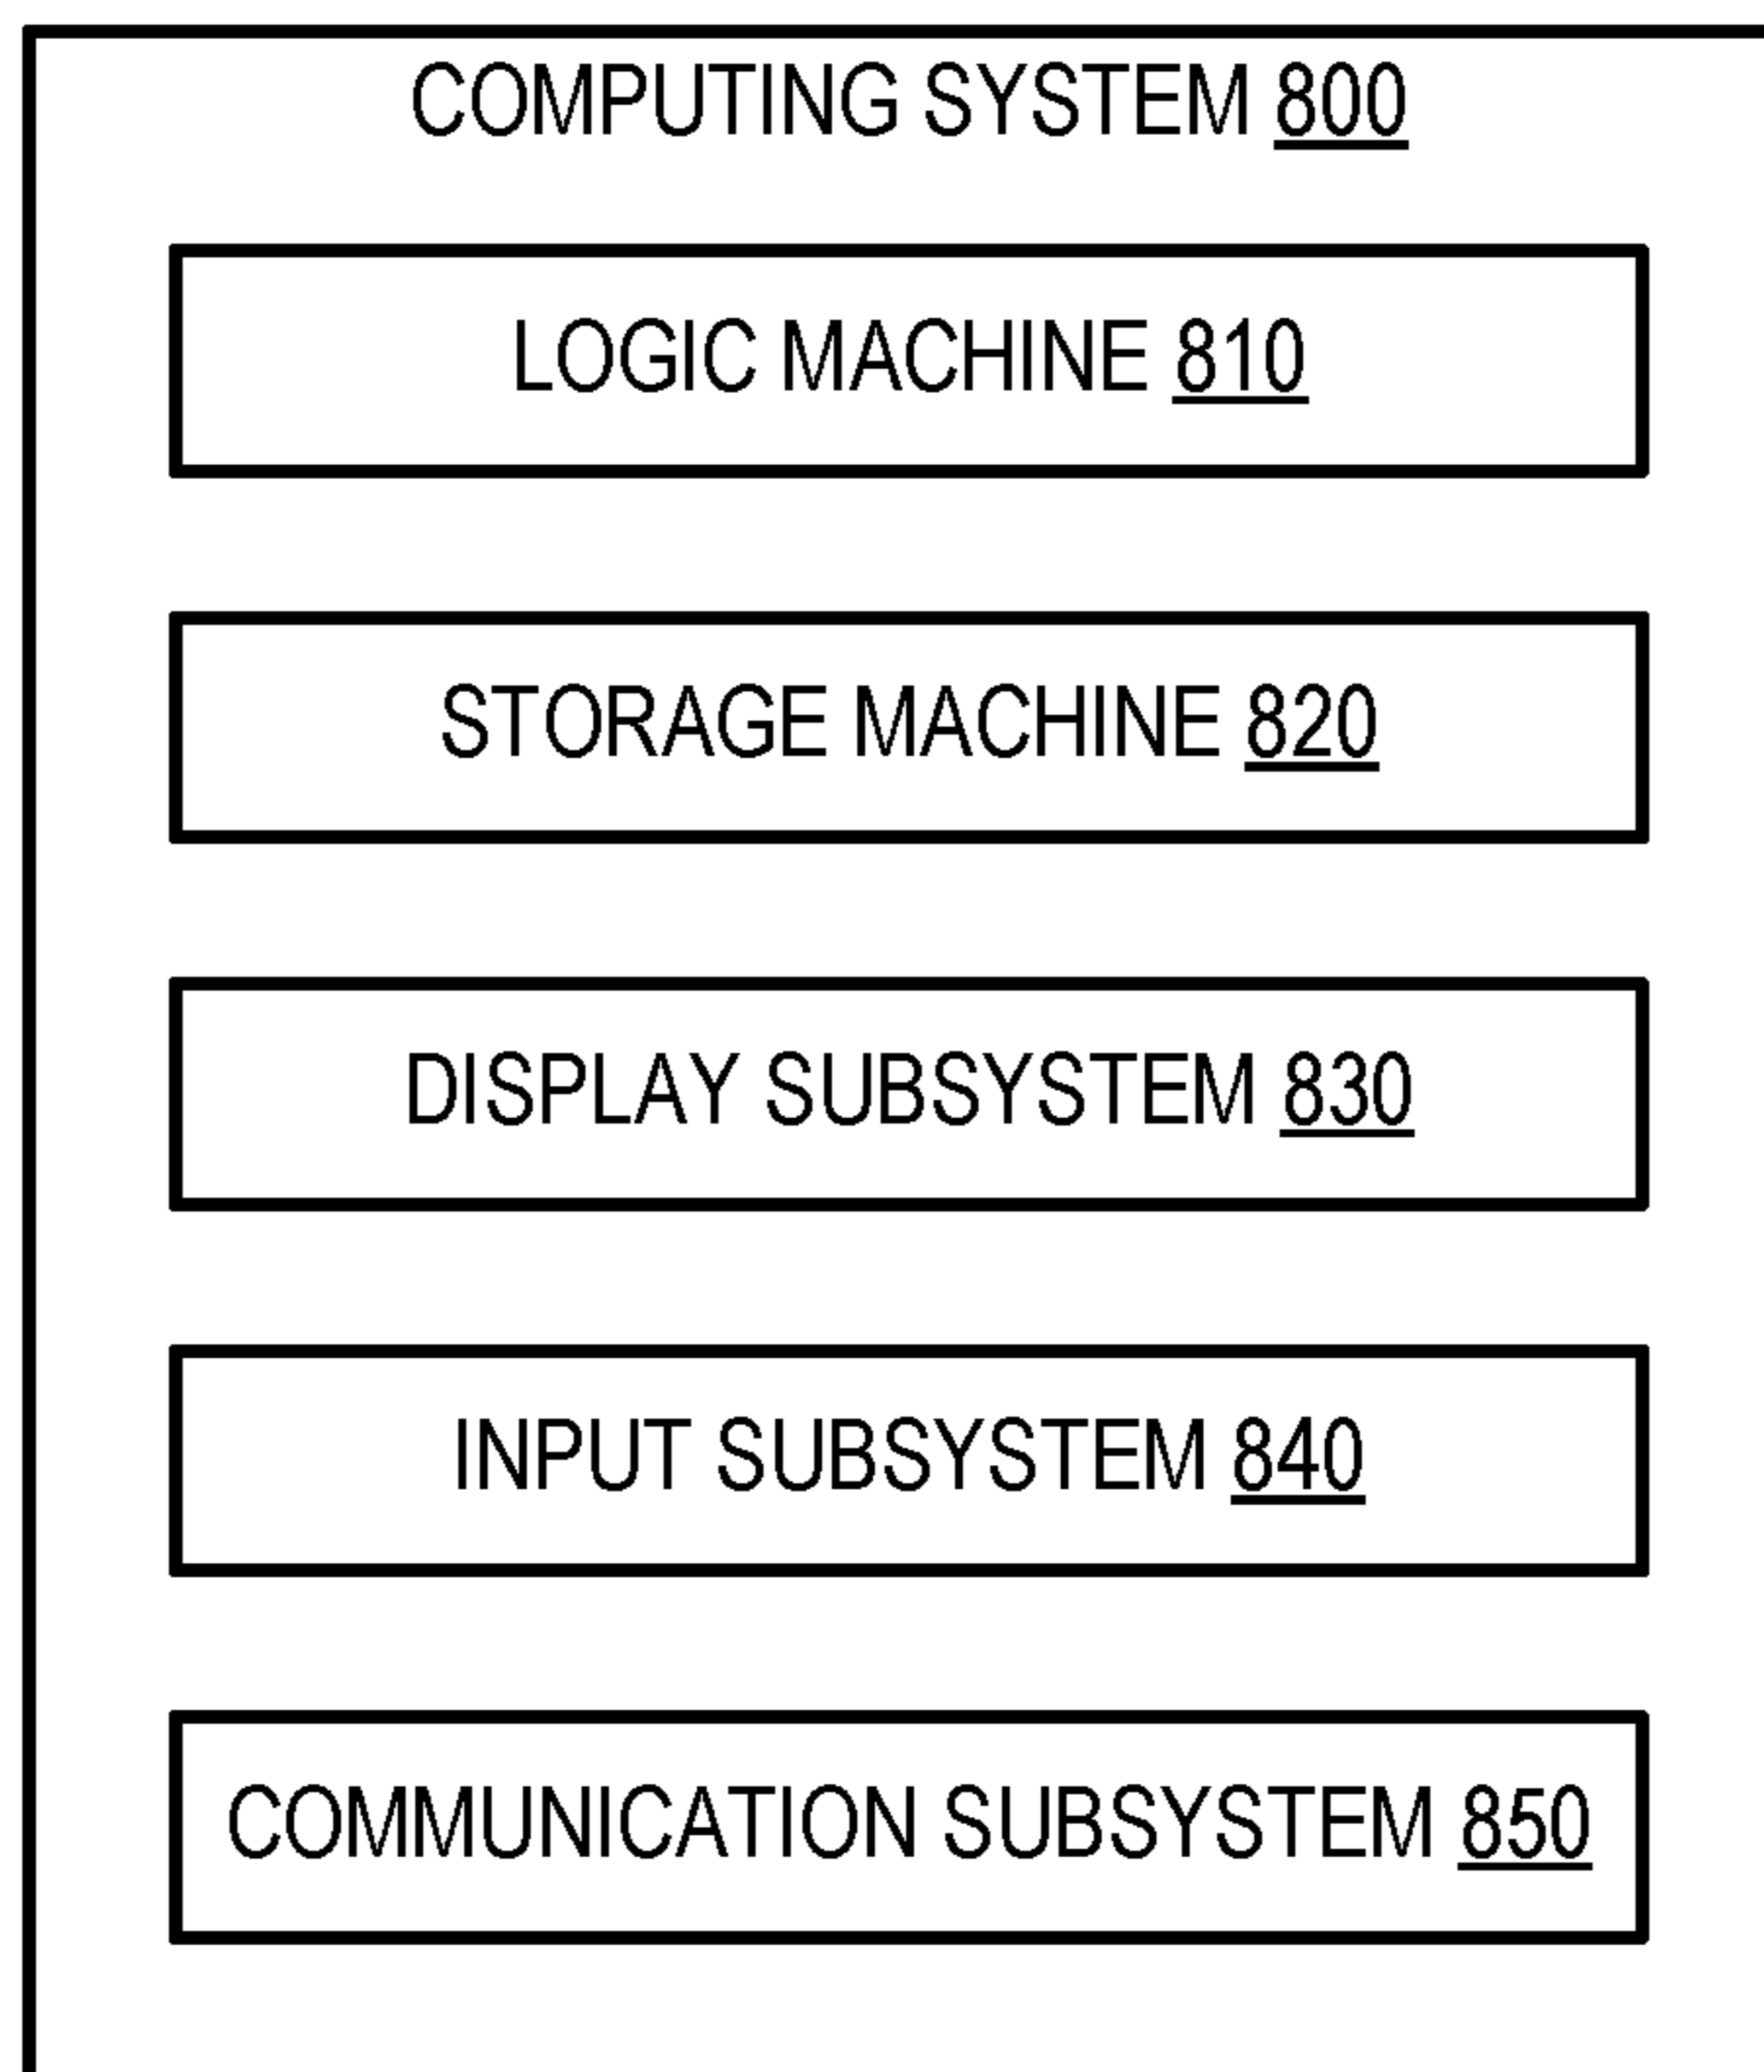 COMPUTING SYSTEM 800
LOGIC MACHINE 810
STORAGE MACHINE 820
DISPLAY SUBSYSTEM 830
INPUT SUBSYSTEM 840
COMMUNICATION SUBSYSTEM 850